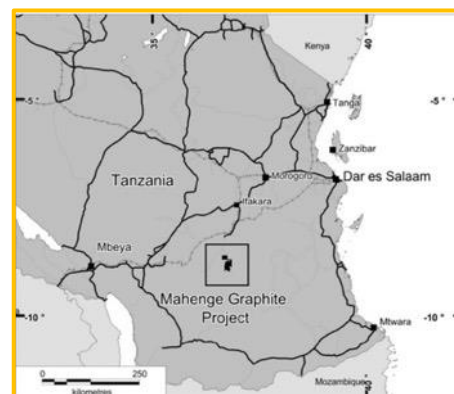 35
40
Kenya
-5
-5
Tanga
Zanzibar
Tanzania
Morogoro
Dar es Salaam
Ifakara
Mbeya
Mahenge Graphite
Project
-10
-10
Mtwara
0
250
kilometres
Mozambique
40